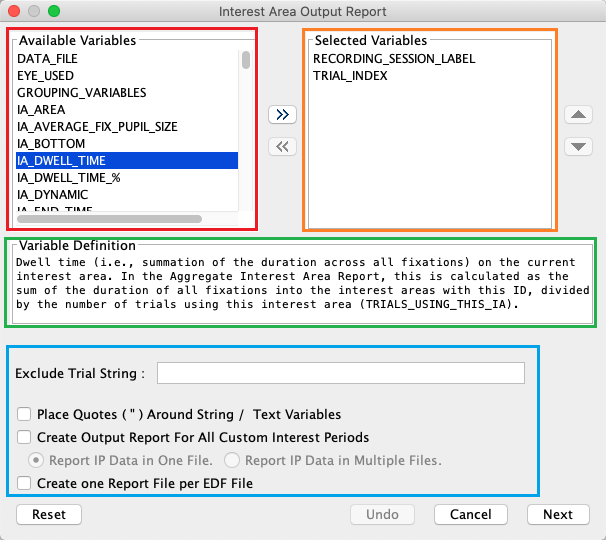 Interest Area Output Report
Available Variables
DATA_FILE
EYE_USED
GROUPING_VARIABLES
IA_AREA
IA_AVERAGE_FIX_PUPIL_SIZE
IA_BOTTOM
IA_DWELL_TIME
IA_DWELL_TIME_%
IA_DYNAMIC
IA_END_TIME
Selected Variables
RECORDING_SESSION_LABEL
TRIAL_INDEX
Variable Definition
Dwell time (i.e., summation of the duration across all fixations) on the current
interest area. In the Aggregate Interest Area Report, this is calculated as the
sum of the duration of all fixations into the interest areas with this ID, divided
by the number of trials using this interest area (TRIALS_USING_THIS_IA).
Exclude Trial String :
Place Quotes ( " ) Around String / Text Variables
Create Output Report For All Custom Interest Periods
Report IP Data in One File. Report IP Data in Multiple Files.
Create one Report File per EDF File
Reset Undo Cancel Next